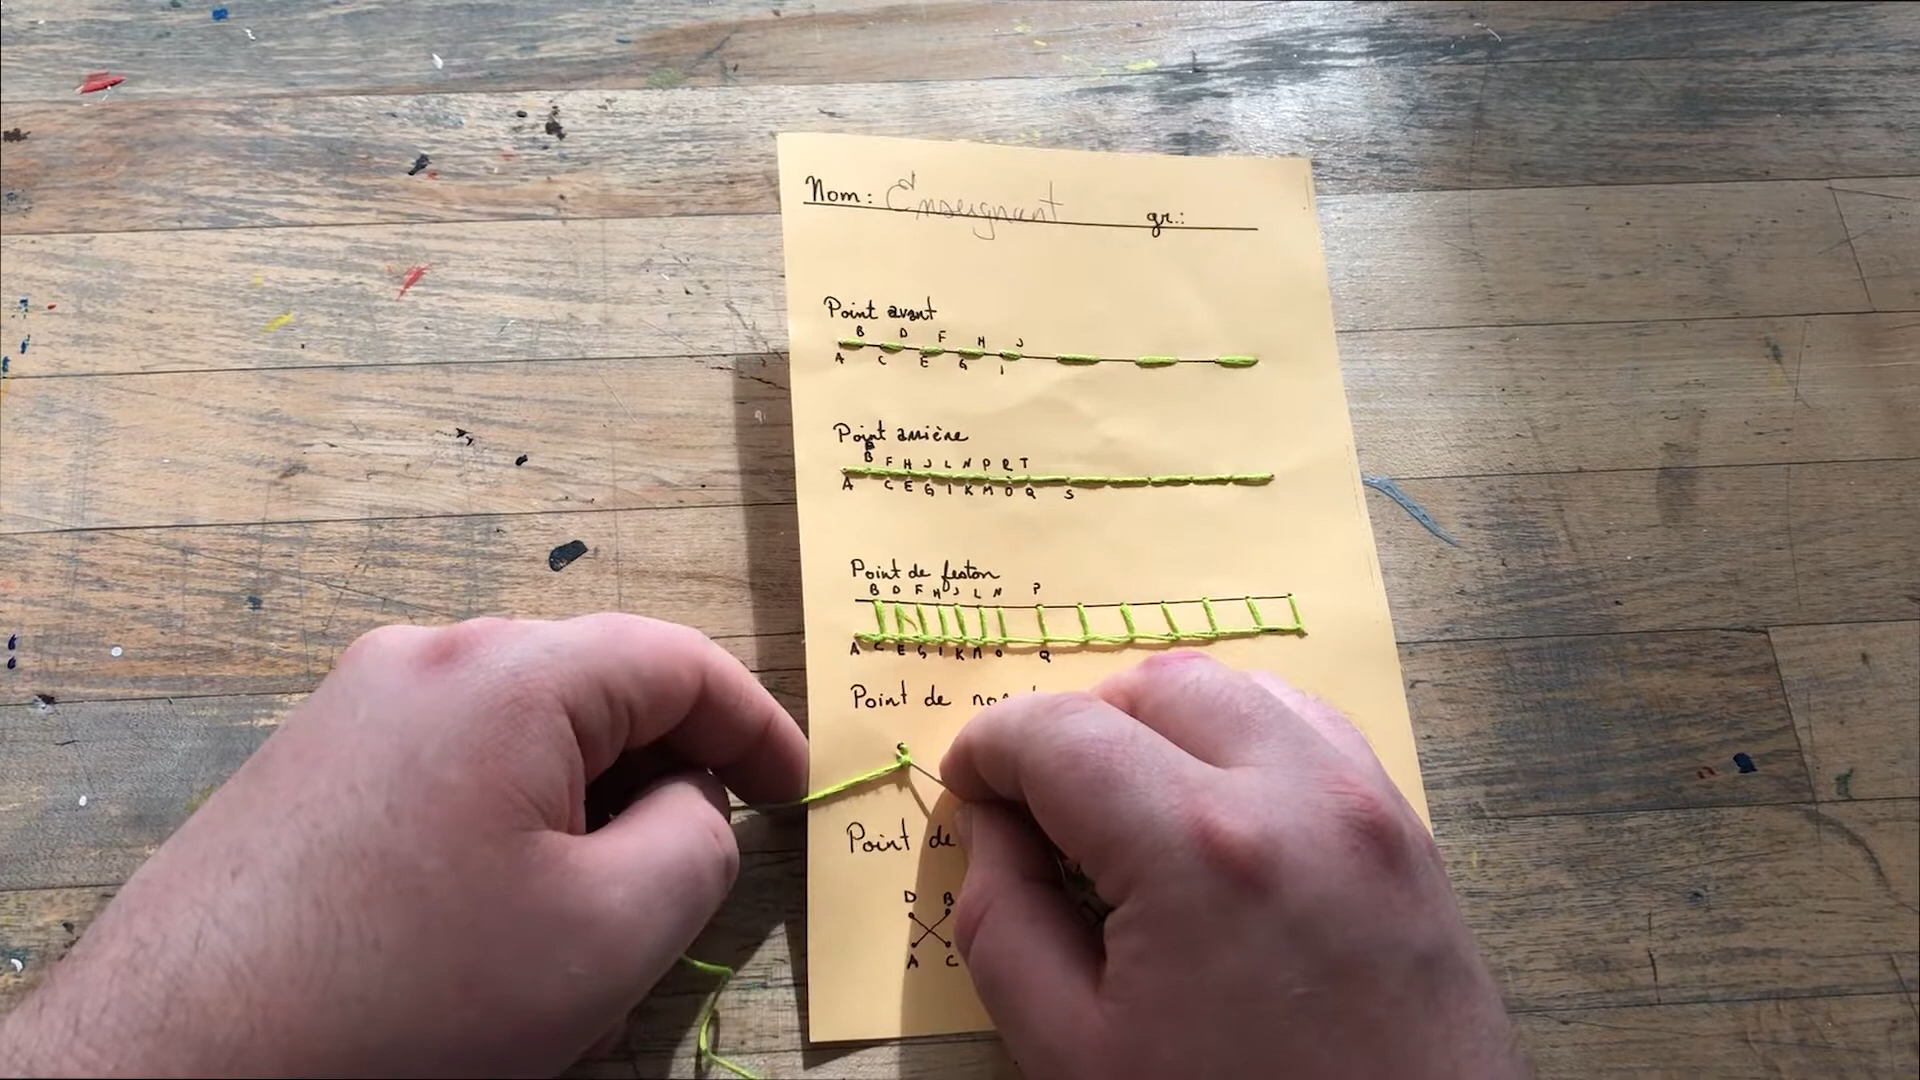 Nom: Enseignant gr.:
Point avant
B D F H J
A C E G I
Point arrière
B F H J L N P R T
A C E G I K M O Q S
Point de feston
B D F H J L N P
A C E G I K M O Q
Point de
Point de
D B
A C